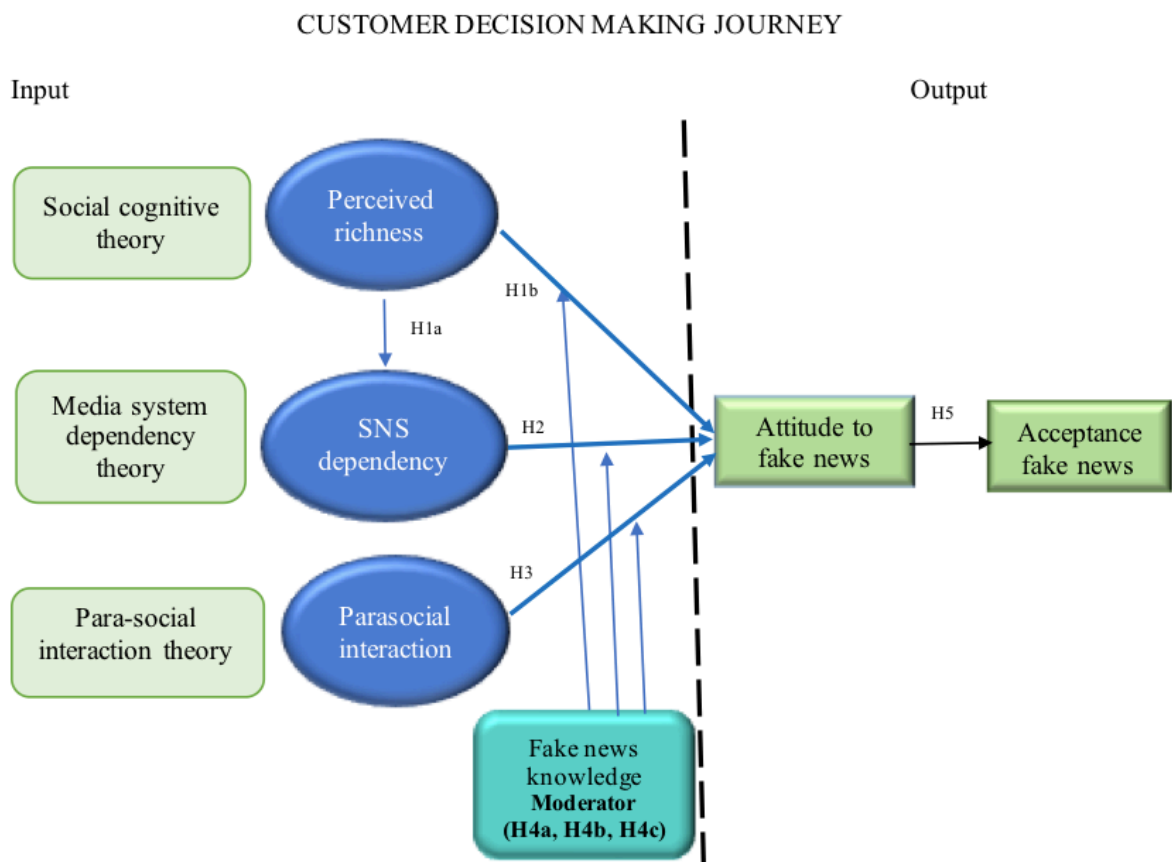 CUSTOMER DECISION MAKING JOURNEY
Input
Output
Social cognitive
theory
Perceived
richness
H1b
H1a
Media system
dependency
theory
SNS
dependency
H2
Attitude to
fake news
H5
Acceptance
fake news
H3
Para-social
interaction theory
Parasocial
interaction
Fake news
knowledge
Moderator
(H4a, H4b, H4c)